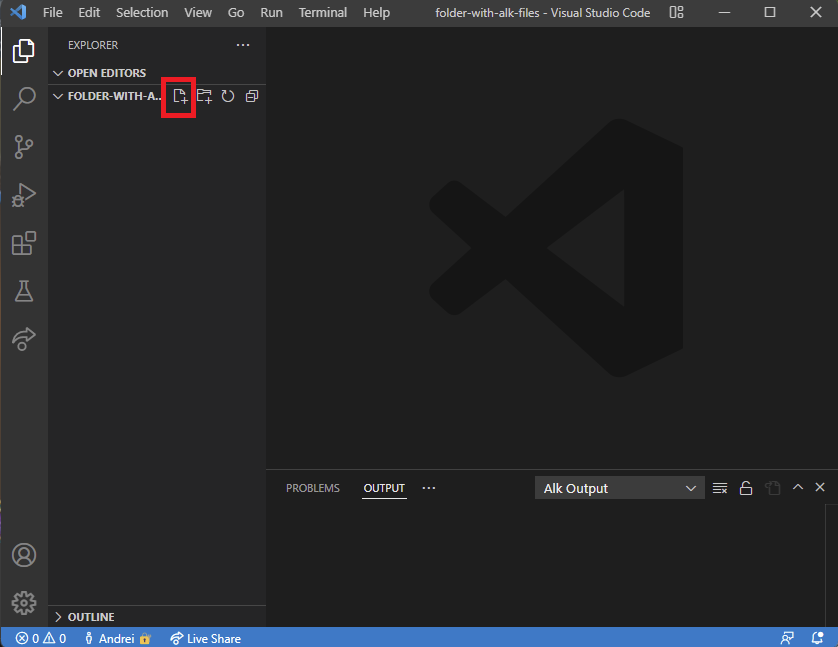 File Edit Selection View Go Run Terminal Help folder-with-alk-files - Visual Studio Code
EXPLORER
OPEN EDITORS
FOLDER-WITH-A...
PROBLEMS OUTPUT Alk Output
OUTLINE
0 0 Andrei Live Share